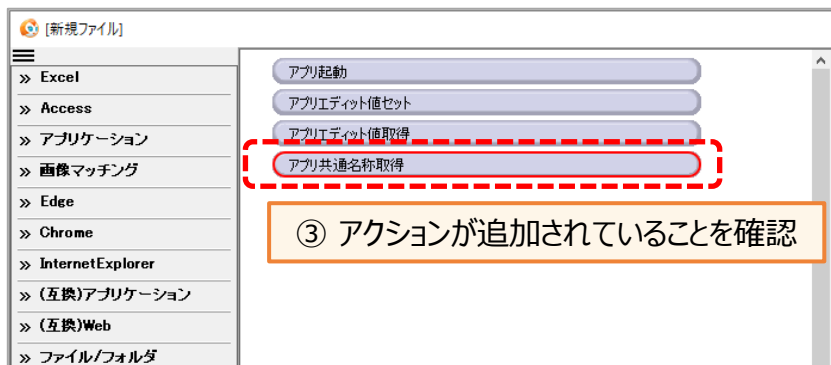 [新規ファイル]
» Excel
» Access
» アプリケーション
» 画像マッチング
» Edge
» Chrome
» InternetExplorer
» (互換)アプリケーション
» (互換)Web
» ファイル/フォルダ
アプリ起動
アプリエディット値セット
アプリエディット値取得
アプリ共通名称取得
③ アクションが追加されていることを確認